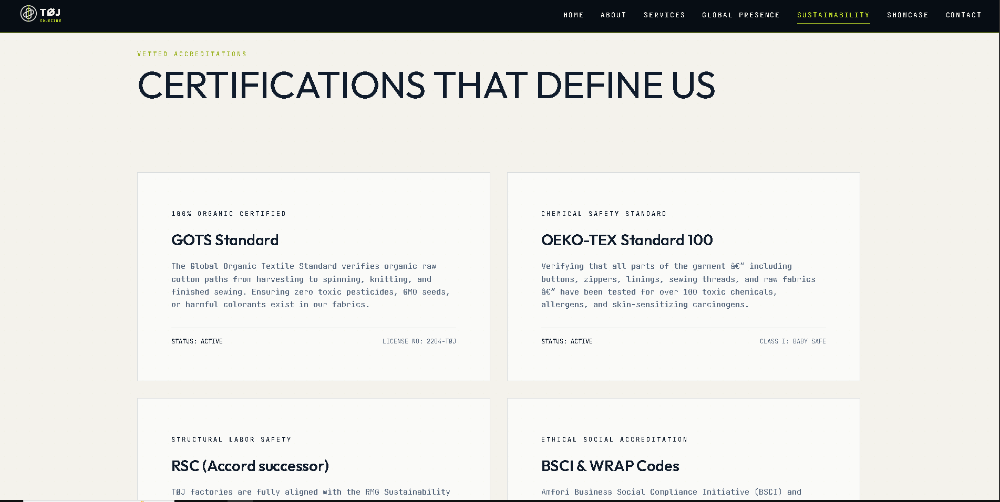 TØJ
SOURCING
HOME ABOUT SERVICES GLOBAL PRESENCE SUSTAINABILITY SHOWCASE CONTACT
VETTED ACCREDITATIONS
CERTIFICATIONS THAT DEFINE US
100% ORGANIC CERTIFIED
GOTS Standard
The Global Organic Textile Standard verifies organic raw
cotton paths from harvesting to spinning, knitting, and
finished sewing. Ensuring zero toxic pesticides, GMO seeds,
or harmful colorants exist in our fabrics.
STATUS: ACTIVE LICENSE NO: 2204-TØJ
CHEMICAL SAFETY STANDARD
OEKO-TEX Standard 100
Verifying that all parts of the garment â€” including
buttons, zippers, linings, sewing threads, and raw fabrics
â€” have been tested for over 100 toxic chemicals,
allergens, and skin-sensitizing carcinogens.
STATUS: ACTIVE CLASS I: BABY SAFE
STRUCTURAL LABOR SAFETY
RSC (Accord successor)
TØJ factories are fully aligned with the RMG Sustainability
ETHICAL SOCIAL ACCREDITATION
BSCI & WRAP Codes
Amfori Business Social Compliance Initiative (BSCI) and